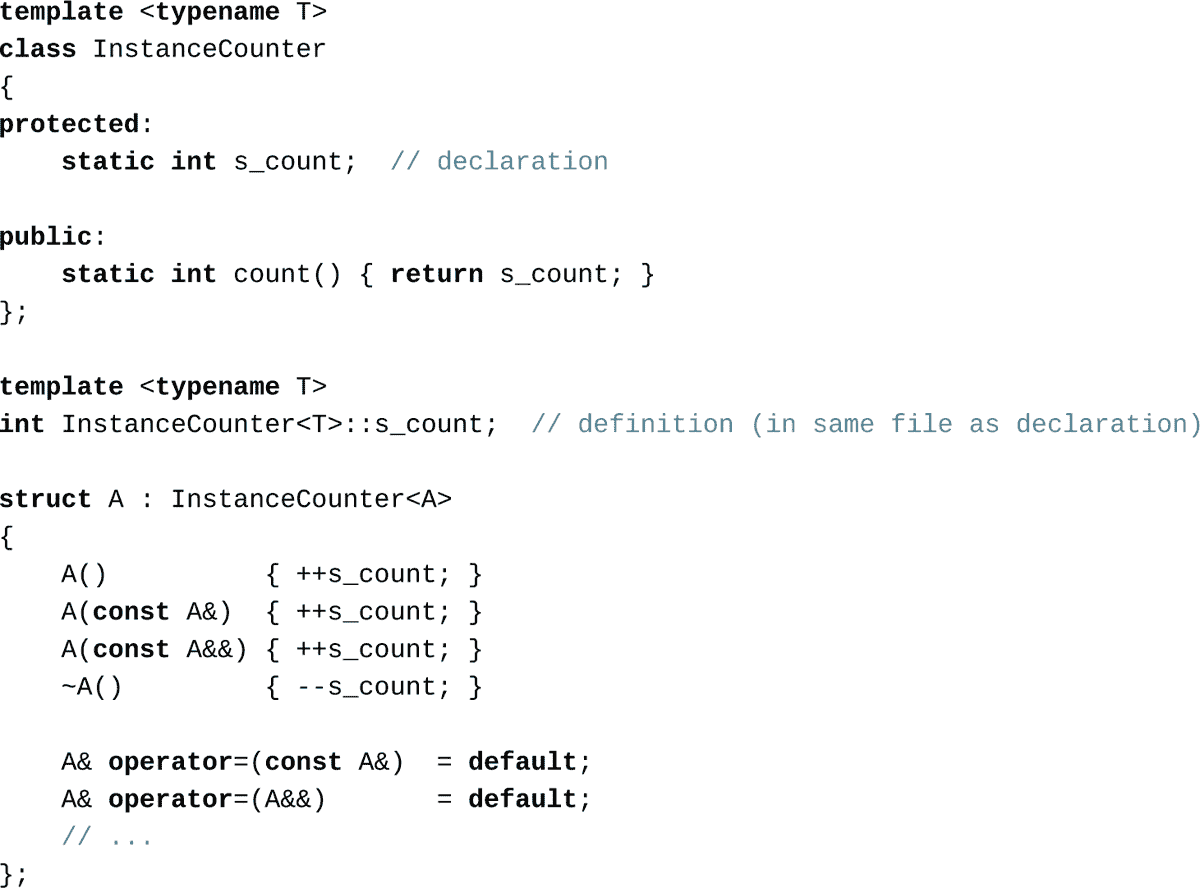 template <typename T>
class InstanceCounter
{
protected:
    static int s_count;  // declaration

public:
    static int count() { return s_count; }
};

template <typename T>
int InstanceCounter<T>::s_count;  // definition (in same file as declaration)

struct A : InstanceCounter<A>
{
    A()          { ++s_count; }
    A(const A&)  { ++s_count; }
    A(const A&&) { ++s_count; }
    ~A()         { --s_count; }

    A& operator=(const A&)  = default;
    A& operator=(A&&)       = default;
    // ...
};